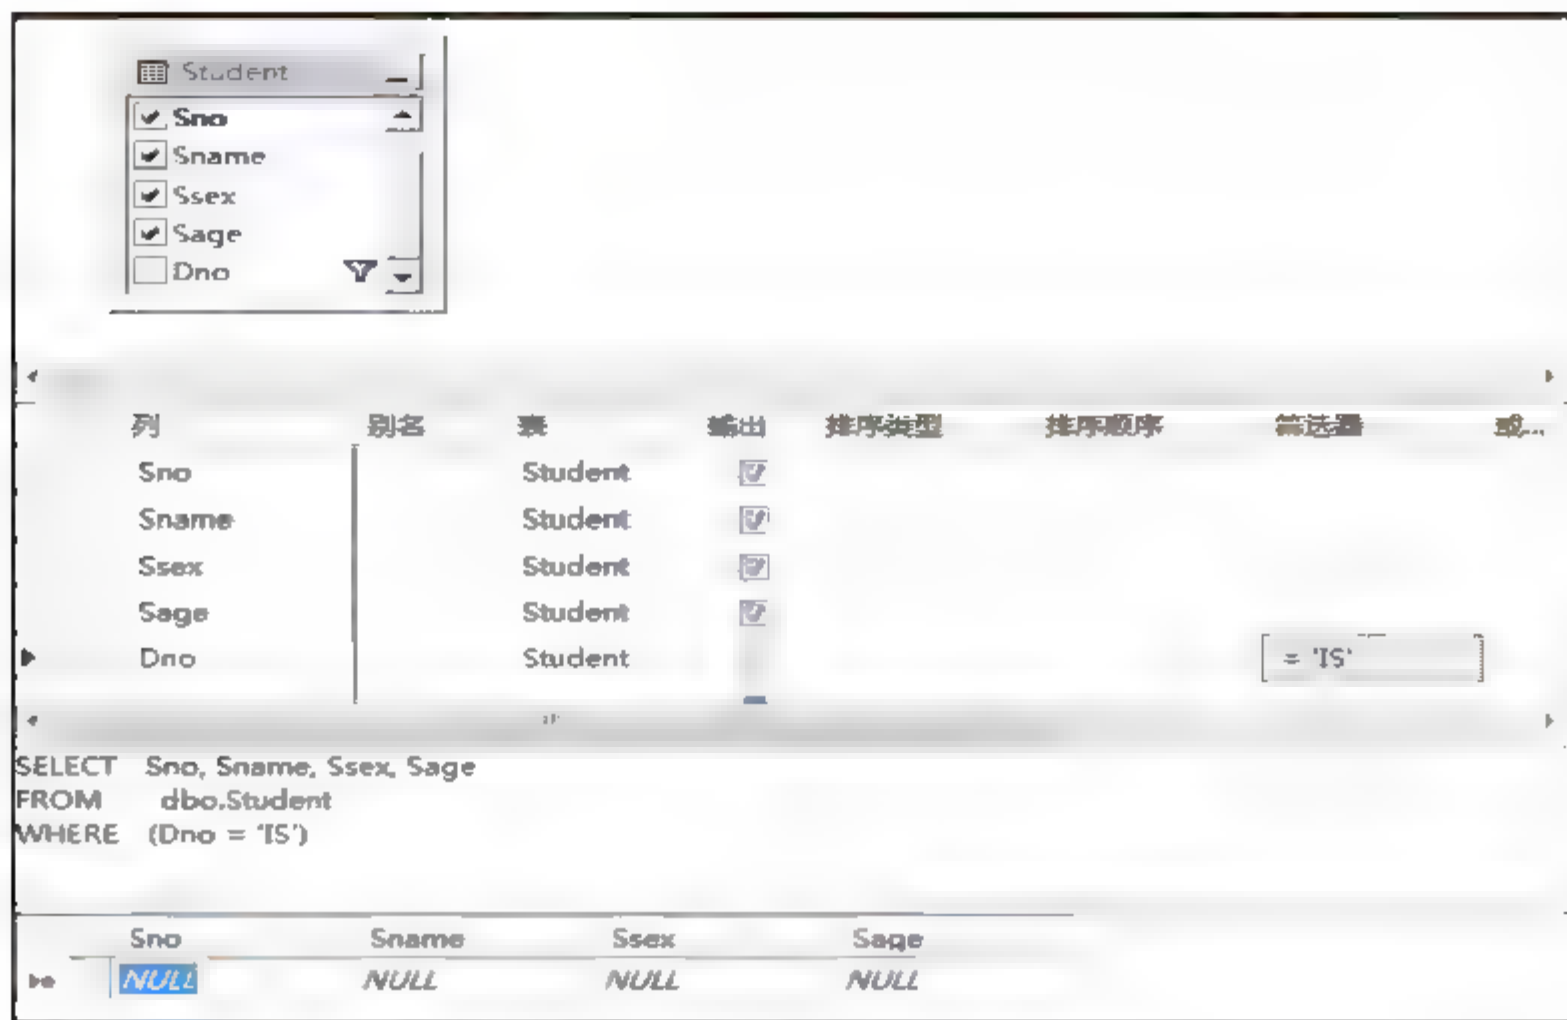 Student
Sno
Sname
Ssex
Sage
Dno
列 别名 表 输出 排序类型 排序顺序 筛选器 或...
Sno Student
Sname Student
Ssex Student
Sage Student
Dno Student = 'IS'
SELECT Sno, Sname, Ssex, Sage
FROM dbo.Student
WHERE (Dno = 'IS')
Sno Sname Ssex Sage
NULL NULL NULL NULL